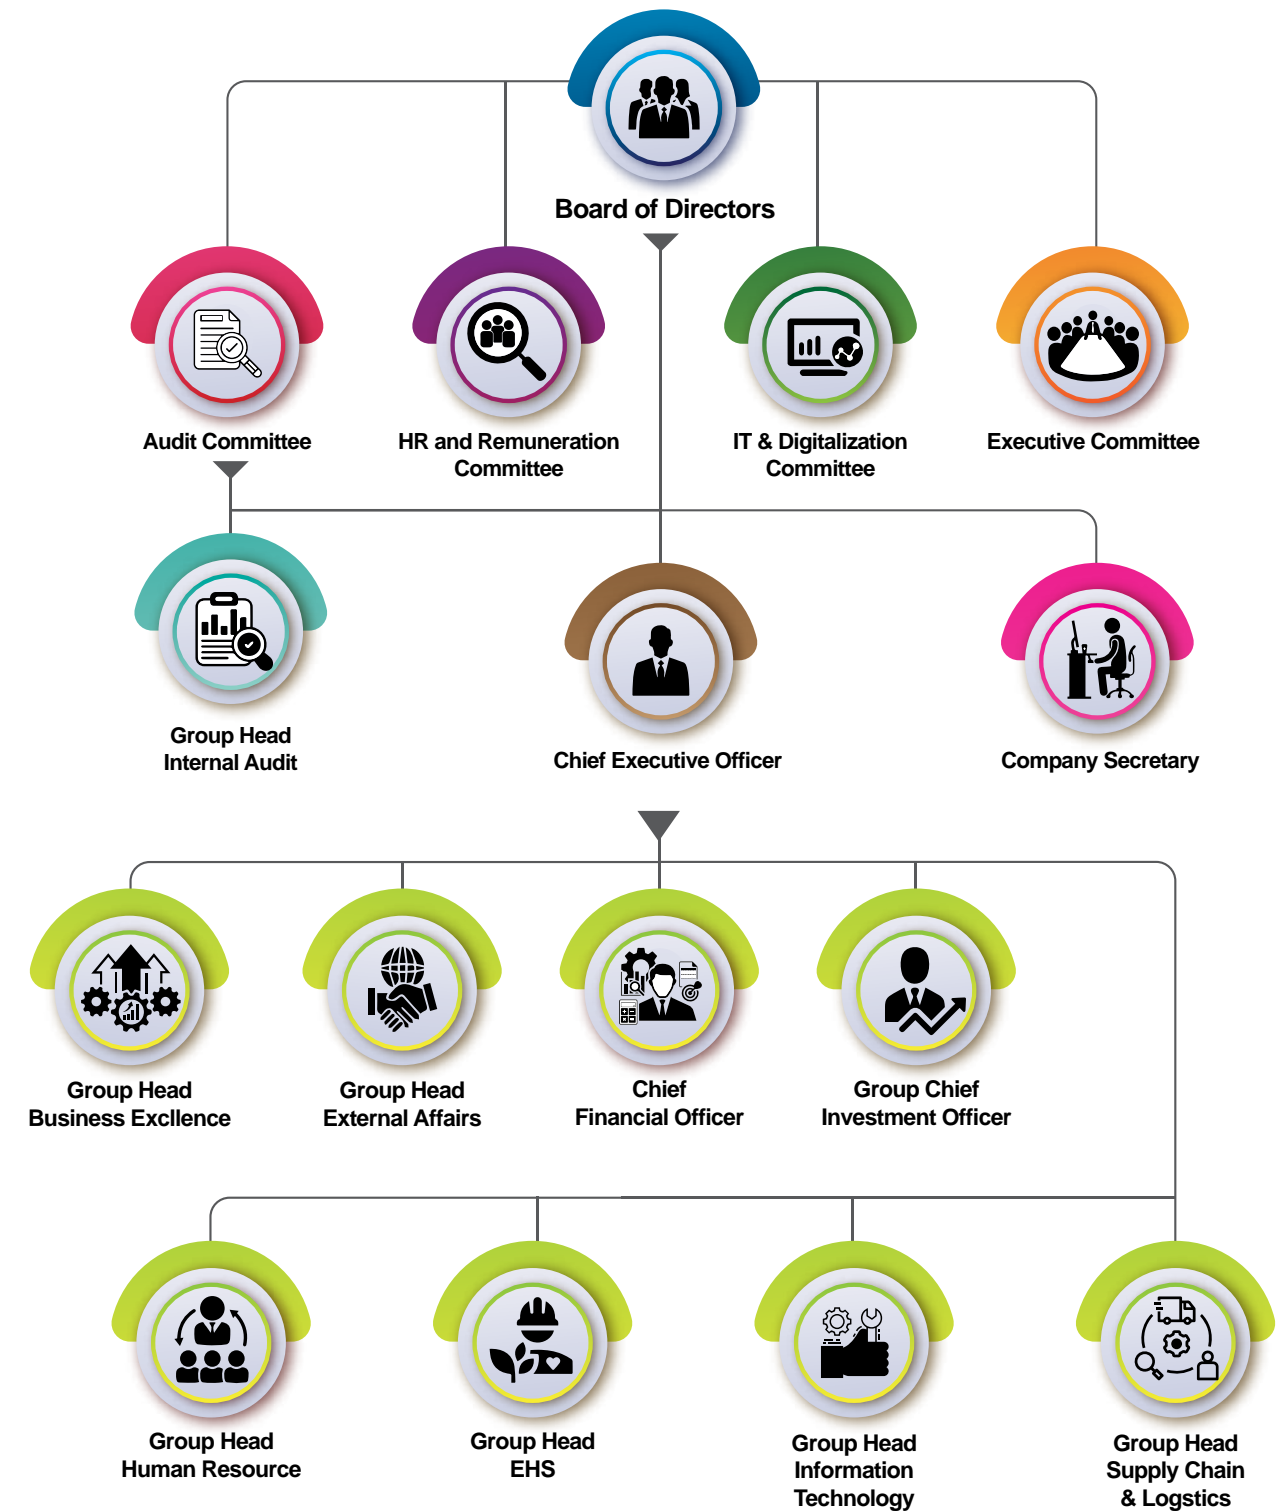 Board of Directors
Audit Committee
HR and Remuneration
Committee
IT & Digitalization
Committee
Executive Committee
Group Head
Internal Audit
Chief Executive Officer
Company Secretary
Group Head
Business Excllence
Group Head
External Affairs
Chief
Financial Officer
Group Chief
Investment Officer
Group Head
Human Resource
Group Head
EHS
Group Head
Information
Technology
Group Head
Supply Chain
& Logstics